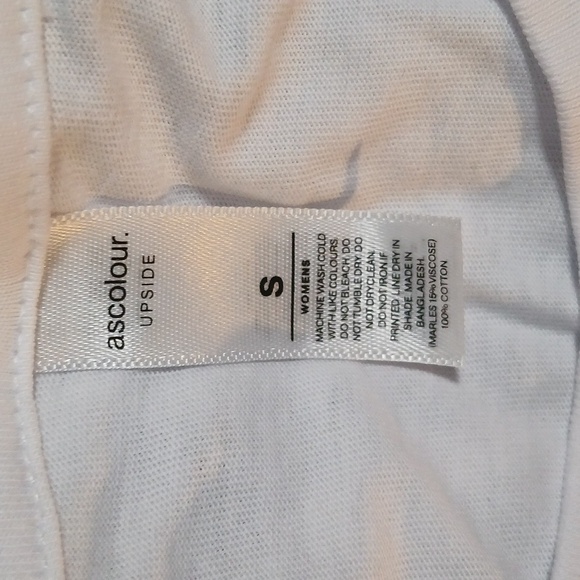 ascolour.
UPSIDE
S
WOMENS
MACHINE WASH COLD
WITH LIKE COLOURS
DO NOT BLEACH. DO
NOT TUMBLE DRY. DO
NOT DRYCLEAN.
DO NOT IRON IF
PRINTED. LINE DRY IN
SHADE. MADE IN
BANGLADESH.
(MARLES 15% VISCOSE)
100% COTTON